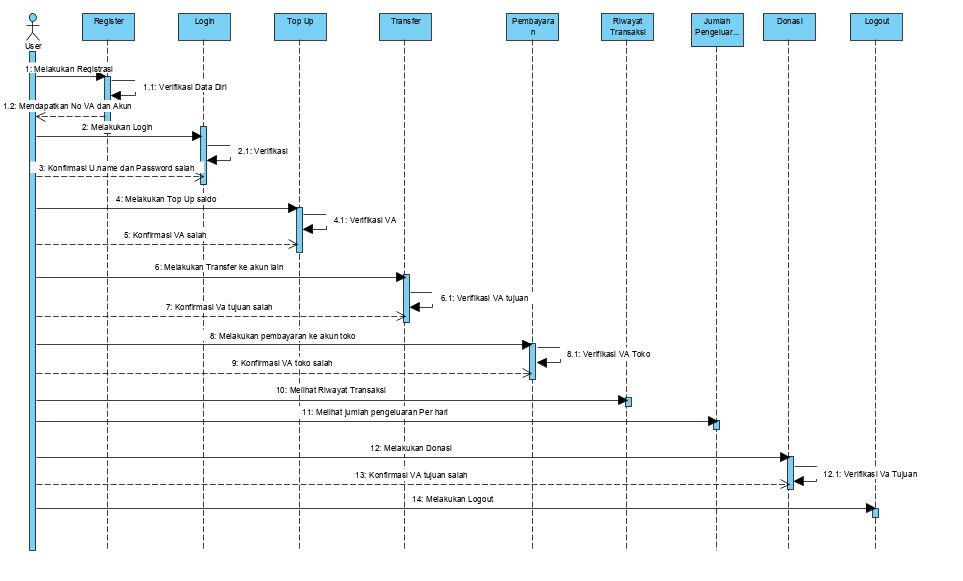 Register
Login
Top Up
Transfer
Pembayara
n
Riwayat
Transaksi
Jumlah
Pengeluar...
Donasi
Logout
User
1: Melakukan Registrasi
1.1: Verifikasi Data Diri
1.2: Mendapatkan No VA dan Akun
2: Melakukan Login
2.1: Verifikasi
3: Konfirmasi U.name dan Password salah
4: Melakukan Top Up saldo
4.1: Verifikasi VA
5: Konfirmasi VA salah
6: Melakukan Transfer ke akun lain
6.1: Verifikasi VA tujuan
7: Konfirmasi Va tujuan salah
8: Melakukan pembayaran ke akun toko
8.1: Verifikasi VA Toko
9: Konfirmasi VA toko salah
10: Melihat Riwayat Transaksi
11: Melihat jumlah pengeluaran Per hari
12: Melakukan Donasi
12.1: Verifikasi Va Tujuan
13: Konfirmasi VA tujuan salah
14: Melakukan Logout